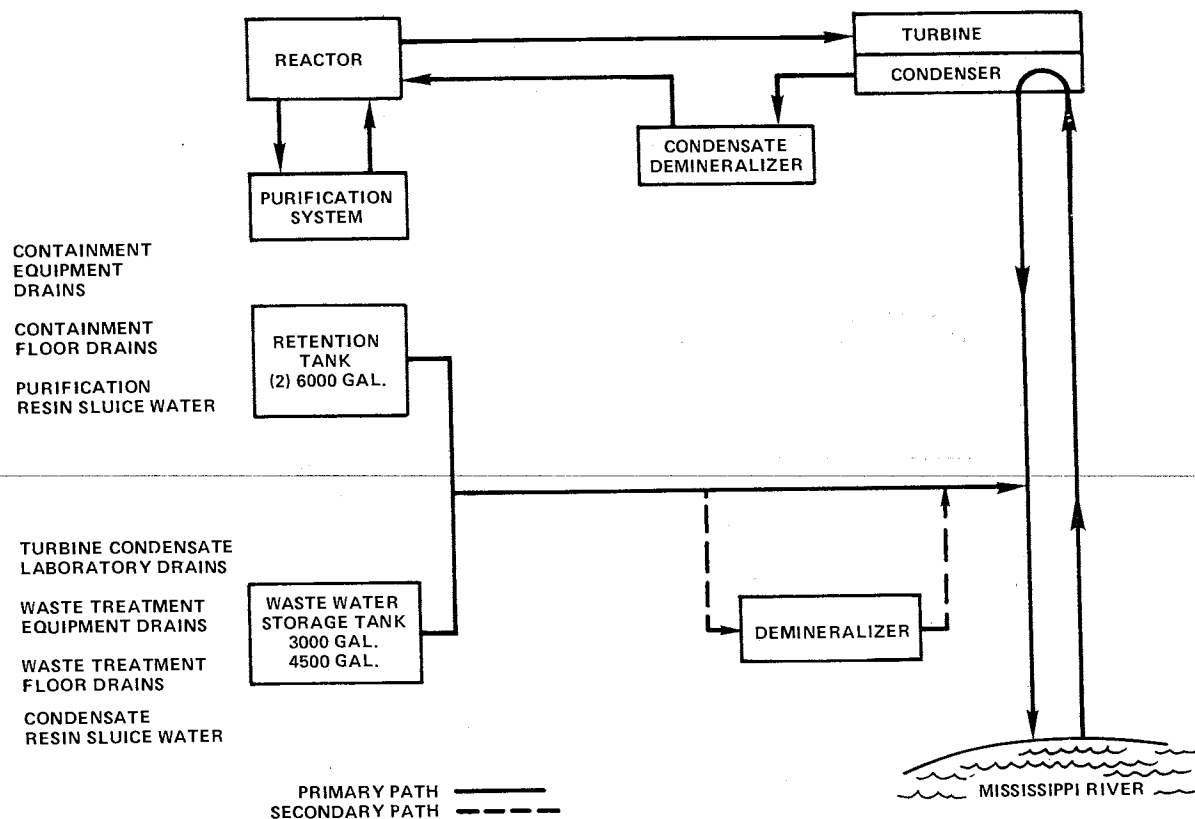 REACTOR
TURBINE
CONDENSER
CONDENSATE
DEMINERALIZER
PURIFICATION
SYSTEM
CONTAINMENT
EQUIPMENT
DRAINS
CONTAINMENT
FLOOR DRAINS
PURIFICATION
RESIN SLUICE WATER
RETENTION
TANK
(2) 6000 GAL.
TURBINE CONDENSATE
LABORATORY DRAINS
WASTE TREATMENT
EQUIPMENT DRAINS
WASTE TREATMENT
FLOOR DRAINS
CONDENSATE
RESIN SLUICE WATER
WASTE WATER
STORAGE TANK
3000 GAL.
4500 GAL.
DEMINERALIZER
MISSISSIPPI RIVER
PRIMARY PATH
SECONDARY PATH